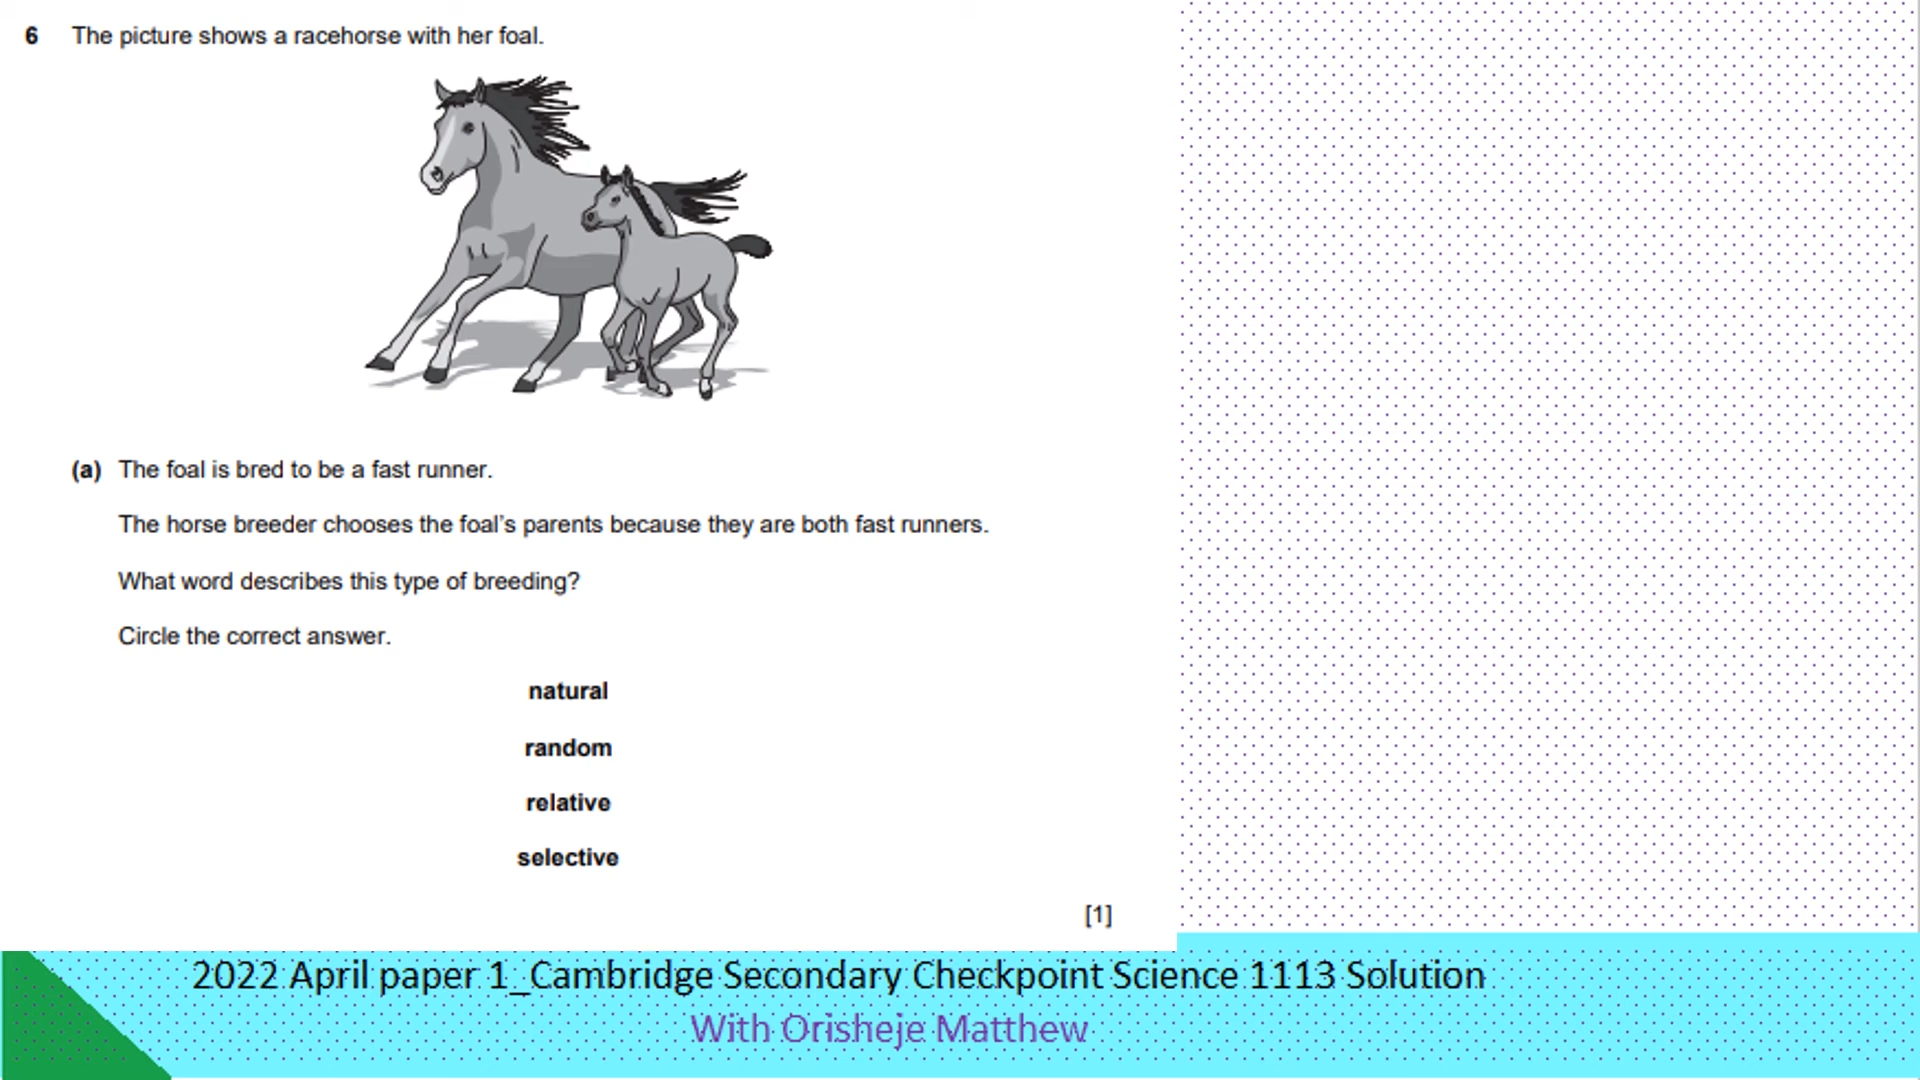 6 The picture shows a racehorse with her foal.
(a) The foal is bred to be a fast runner.
The horse breeder chooses the foal's parents because they are both fast runners.
What word describes this type of breeding?
Circle the correct answer.
natural
random
relative
selective
[1]
2022 April paper 1_Cambridge Secondary Checkpoint Science 1113 Solution
With Orisheje Matthew